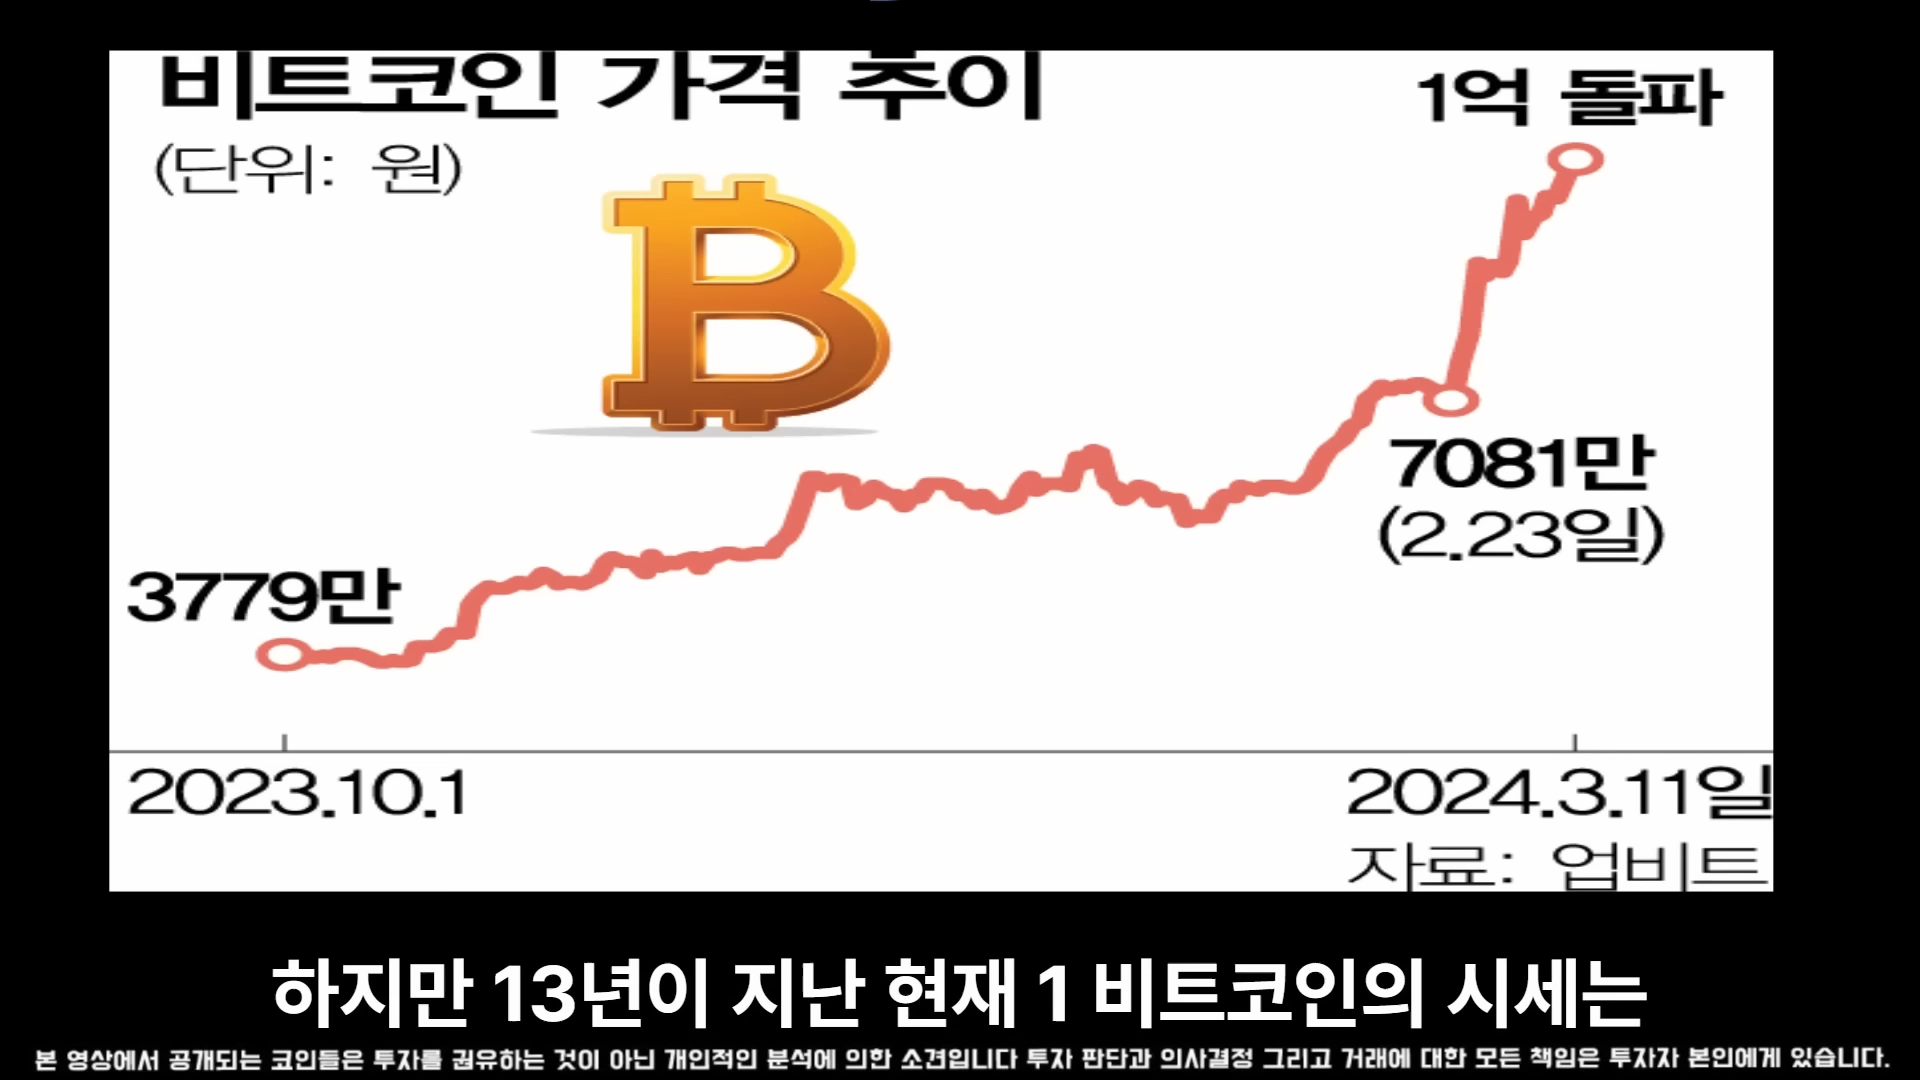 비트코인 가격 추이
1억 돌파
(단위: 원)
7081만
(2.23일)
3779만
2023.10.1
2024.3.11일
자료: 업비트
하지만 13년이 지난 현재 1 비트코인의 시세는
본 영상에서 공개되는 코인들은 투자를 권유하는 것이 아닌 개인적인 분석에 의한 소견입니다 투자 판단과 의사결정 그리고 거래에 대한 모든 책임은 투자자 본인에게 있습니다.